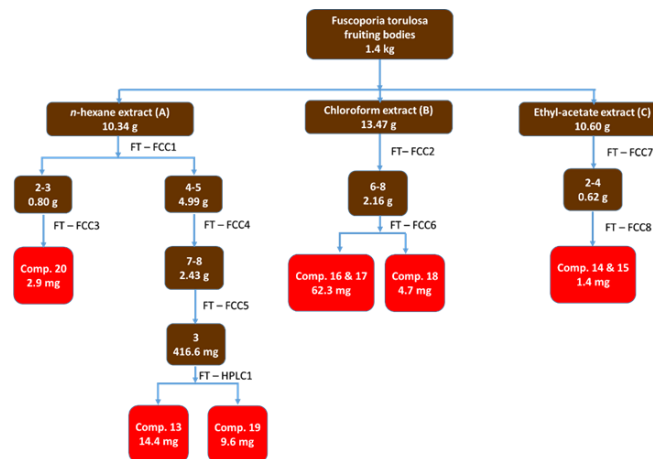 Fuscoporia torulosa
fruiting bodies
1.4 kg
n-hexane extract (A)
10.34 g
Chloroform extract (B)
13.47 g
Ethyl-acetate extract (C)
10.60 g
FT – FCC1
FT– FCC2
FT – FCC7
2-3
0.80 g
4-5
4.99 g
6-8
2.16 g
2-4
0.62 g
FT – FCC3
FT – FCC4
FT – FCC6
FT – FCC8
Comp. 20
2.9 mg
7-8
2.43 g
Comp. 16 & 17
62.3 mg
Comp. 18
4.7 mg
Comp. 14 & 15
1.4 mg
FT – FCC5
3
416.6 mg
FT – HPLC1
Comp. 13
14.4 mg
Comp. 19
9.6 mg